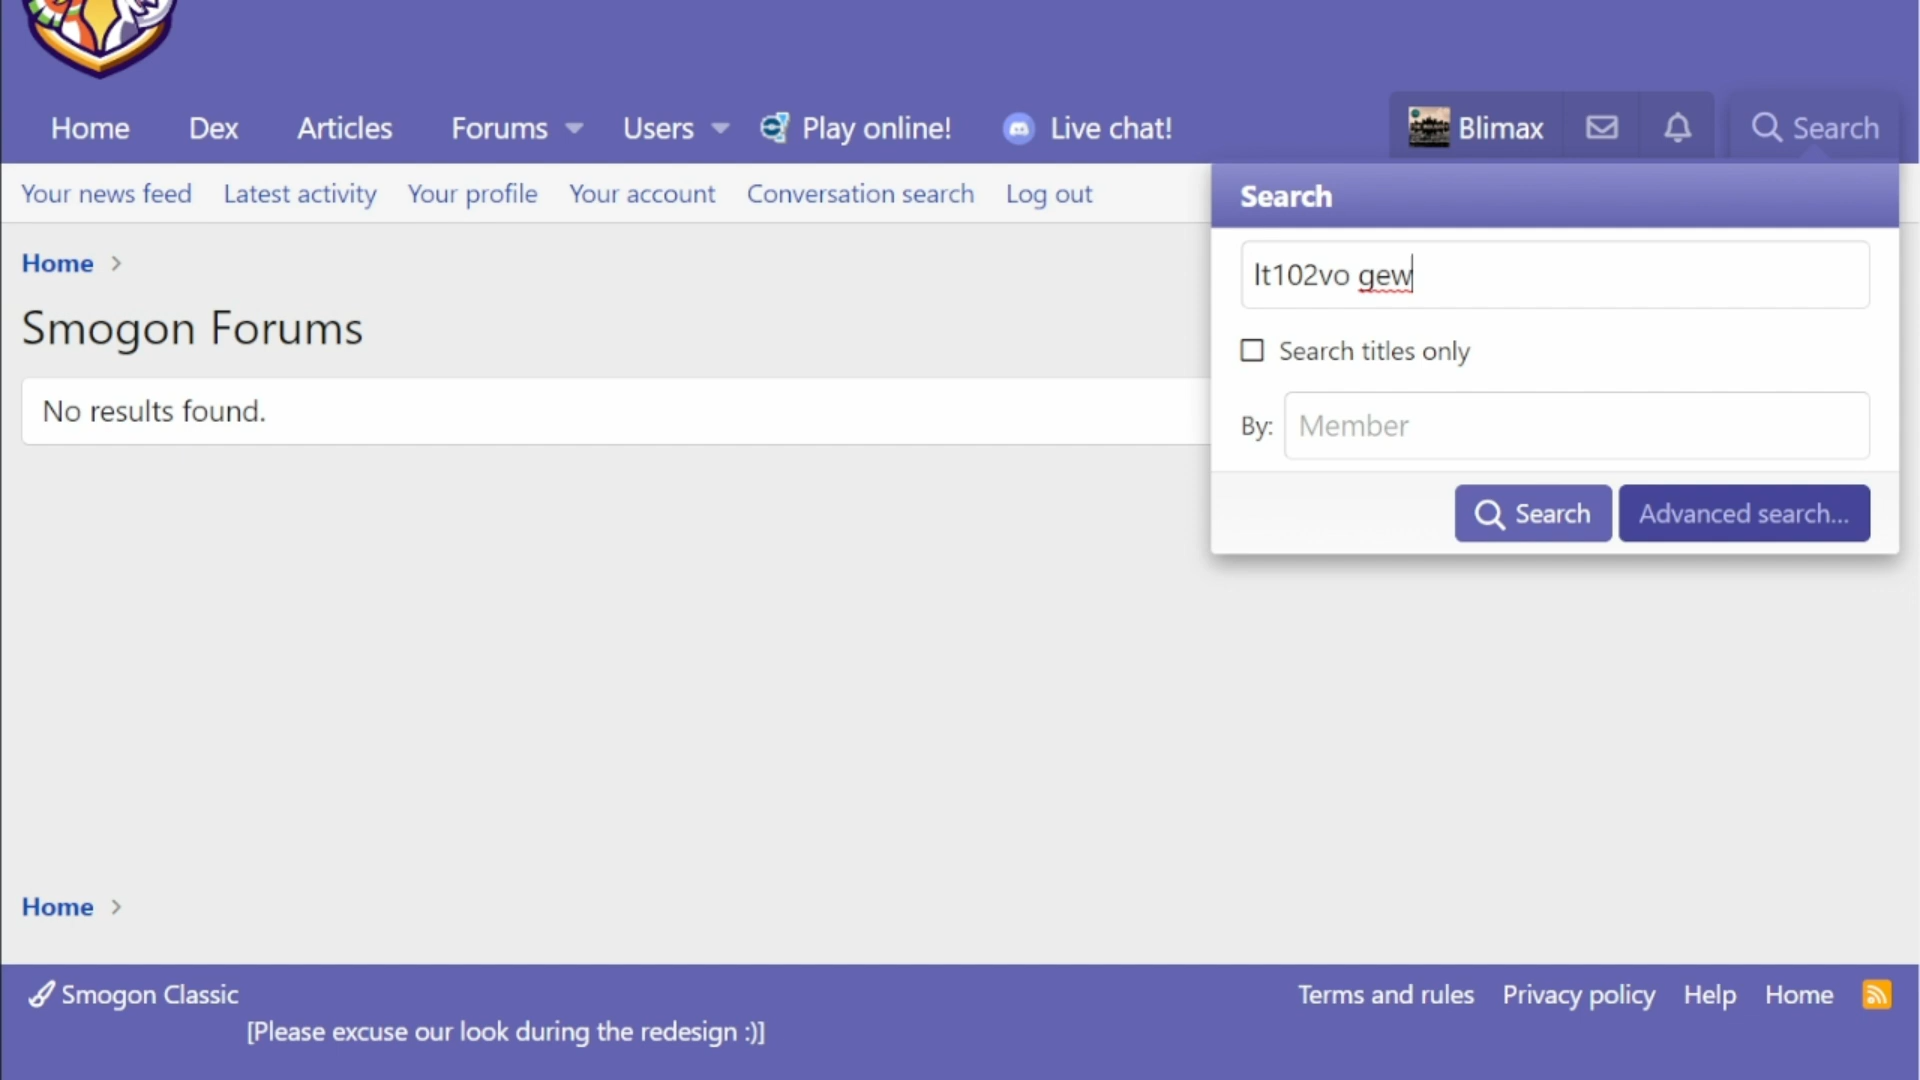 Home Dex Articles Forums Users Play online! Live chat! Blimax Search
Your news feed Latest activity Your profile Your account Conversation search Log out
Search
Home
lt102vo gew
Smogon Forums
Search titles only
No results found.
By: Member
Search Advanced search...
Home
Smogon Classic Terms and rules Privacy policy Help Home
[Please excuse our look during the redesign :)]